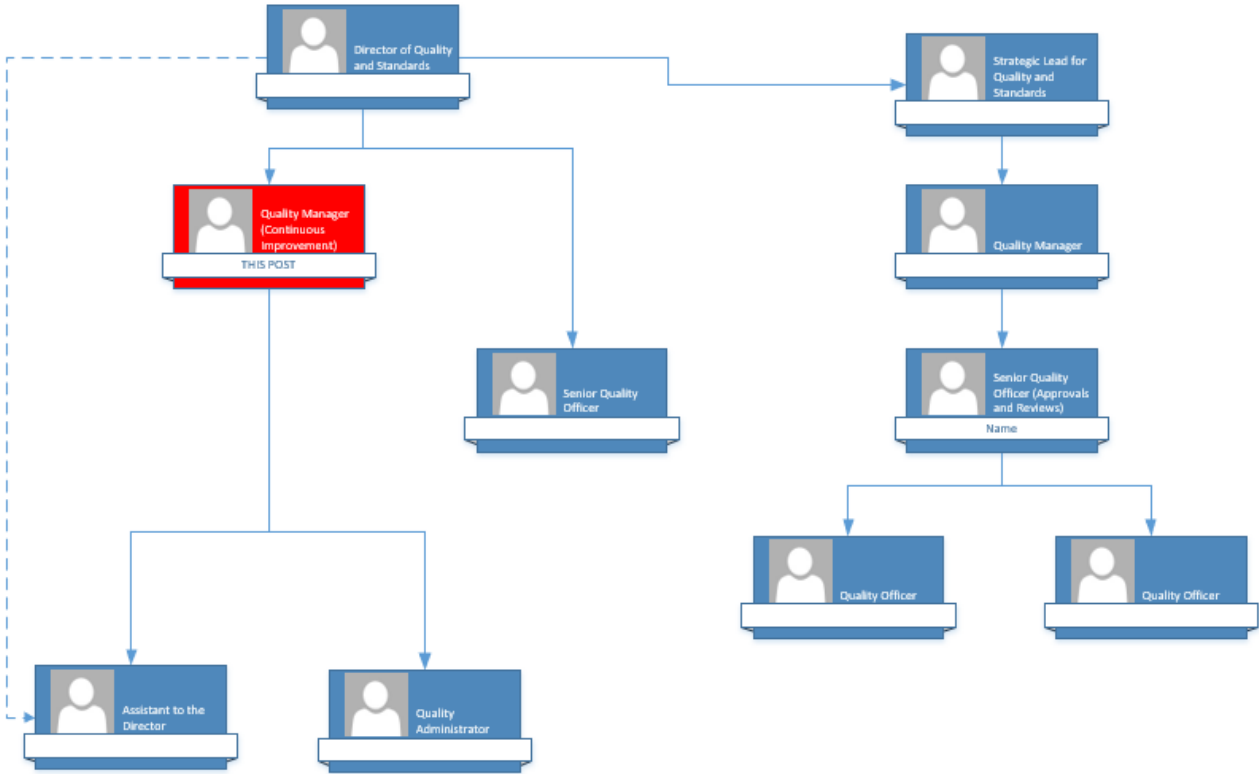 Director of Quality
and Standards
Strategic Lead for
Quality and
Standards
Quality Manager
(Continuous
Improvement)
THIS POST
Quality Manager
Senior Quality
Officer
Senior Quality
Officer (Approvals
and Reviews)
Name
Quality Officer
Quality Officer
Assistant to the
Director
Quality
Administrator